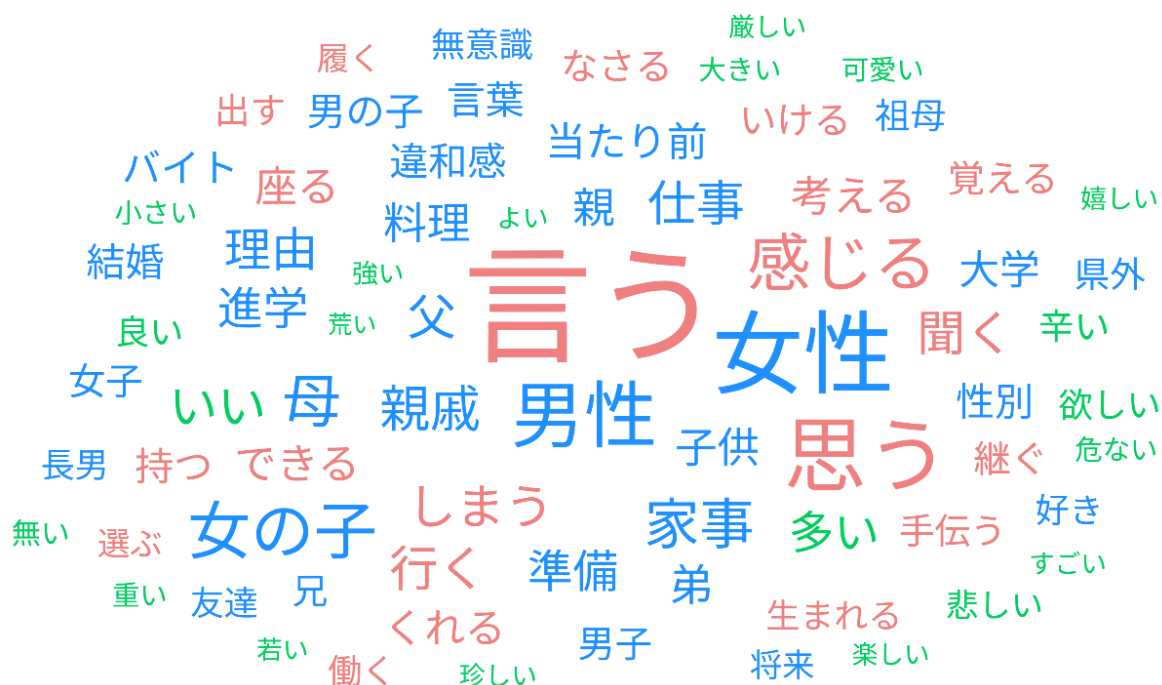 厳しい
履く 無意識 なさる 大きい 可愛い
出す 男の子 言葉 当たり前 いける 祖母
バイト 座る 違和感 親 仕事 考える 覚える 嬉しい
小さい 料理 よい
結婚 理由 強い 言う 感じる 大学 県外
良い 進学 荒い 父 女性 聞く 辛い
女子 いい 母 親戚 男性 性別 欲しい
長男 持つ できる 子供 思う 継ぐ 危ない
無い 選ぶ 女の子 しまう 家事 多い 手伝う 好き
重い 友達 兄 行く 準備 弟 すごい
くれる 生まれる 悲しい
若い 働く 珍しい 男子 将来 楽しい